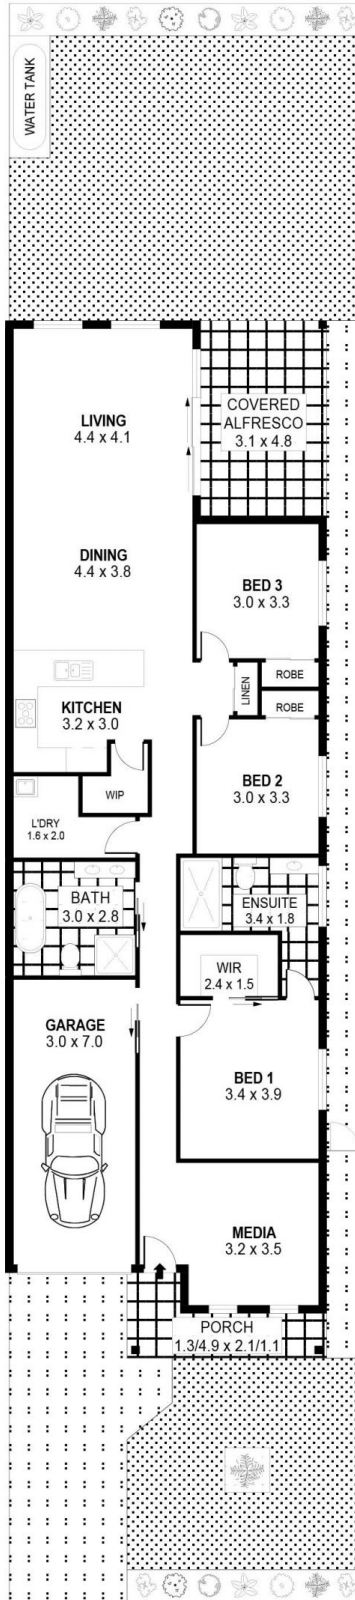 WATER TANK
LIVING
4.4 x 4.1
COVERED
ALFRESCO
3.1 x 4.8
DINING
4.4 x 3.8
BED 3
3.0 x 3.3
LINEN
ROBE
ROBE
KITCHEN
3.2 x 3.0
WIP
BED 2
3.0 x 3.3
L'DRY
1.6 x 2.0
BATH
3.0 x 2.8
ENSUITE
3.4 x 1.8
WIR
2.4 x 1.5
GARAGE
3.0 x 7.0
BED 1
3.4 x 3.9
MEDIA
3.2 x 3.5
PORCH
1.3/4.9 x 2.1/1.1